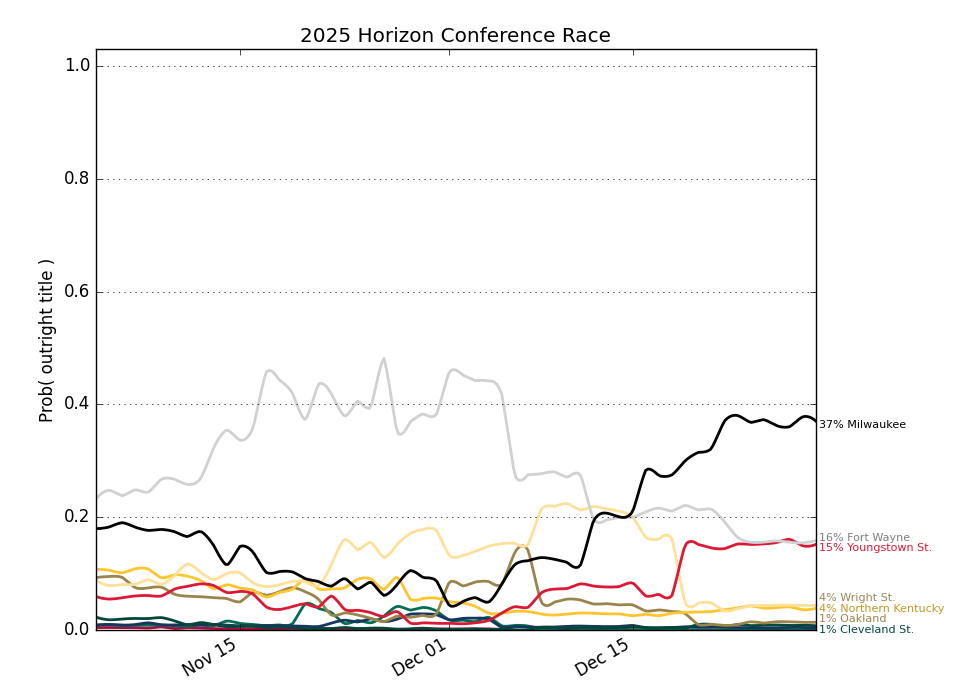 2025 Horizon Conference Race
Prob( outright title )
1.0
0.8
0.6
0.4
0.2
0.0
Nov 15
Dec 01
Dec 15
37% Milwaukee
16% Fort Wayne
15% Youngstown St.
4% Wright St.
4% Northern Kentucky
1% Oakland
1% Cleveland St.